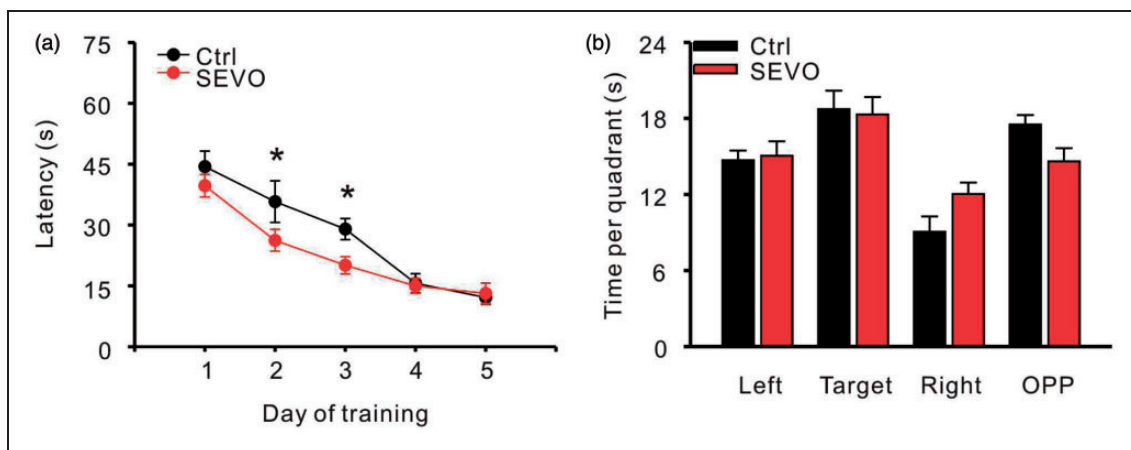 (a)
75
60
45
30
15
0
Latency (s)
Ctrl
SEVO
*
*
1 2 3 4 5
Day of training
(b)
24
18
12
6
0
Time per quadrant (s)
Ctrl
SEVO
Left Target Right OPP